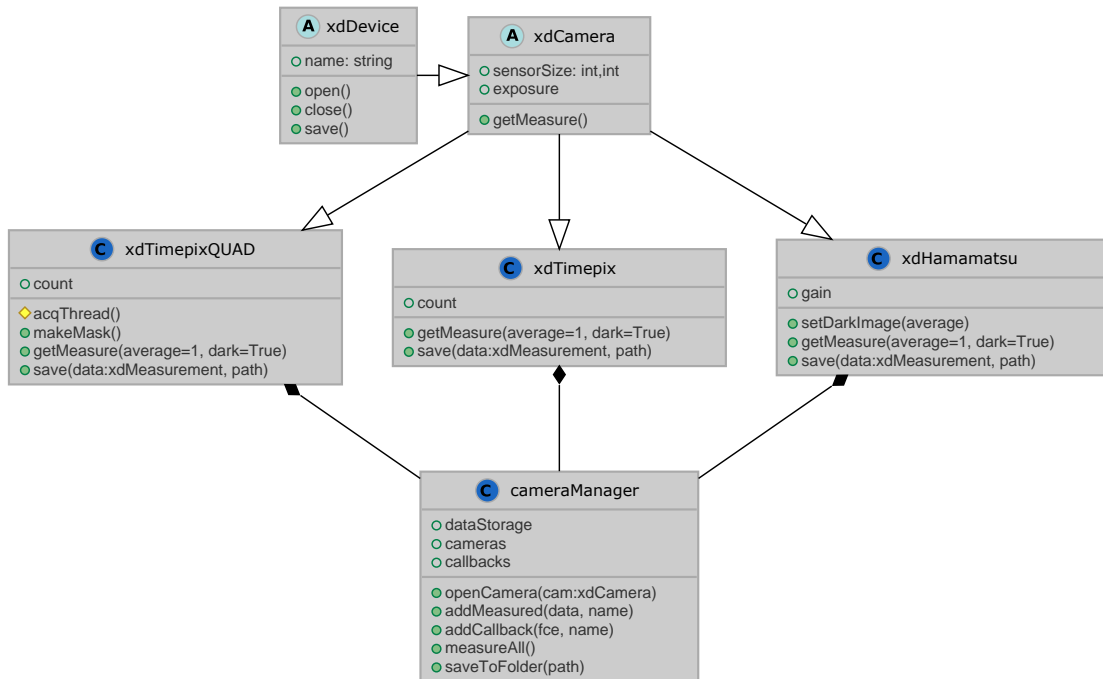 A xdDevice
name: string
open()
close()
save()
A xdCamera
sensorSize: int,int
exposure
getMeasure()
C xdTimepixQUAD
count
acqThread()
makeMask()
getMeasure(average=1, dark=True)
save(data:xdMeasurement, path)
C xdTimepix
count
getMeasure(average=1, dark=True)
save(data:xdMeasurement, path)
C xdHamamatsu
gain
setDarkImage(average)
getMeasure(average=1, dark=True)
save(data:xdMeasurement, path)
C cameraManager
dataStorage
cameras
callbacks
openCamera(cam:xdCamera)
addMeasured(data, name)
addCallback(fce, name)
measureAll()
saveToFolder(path)